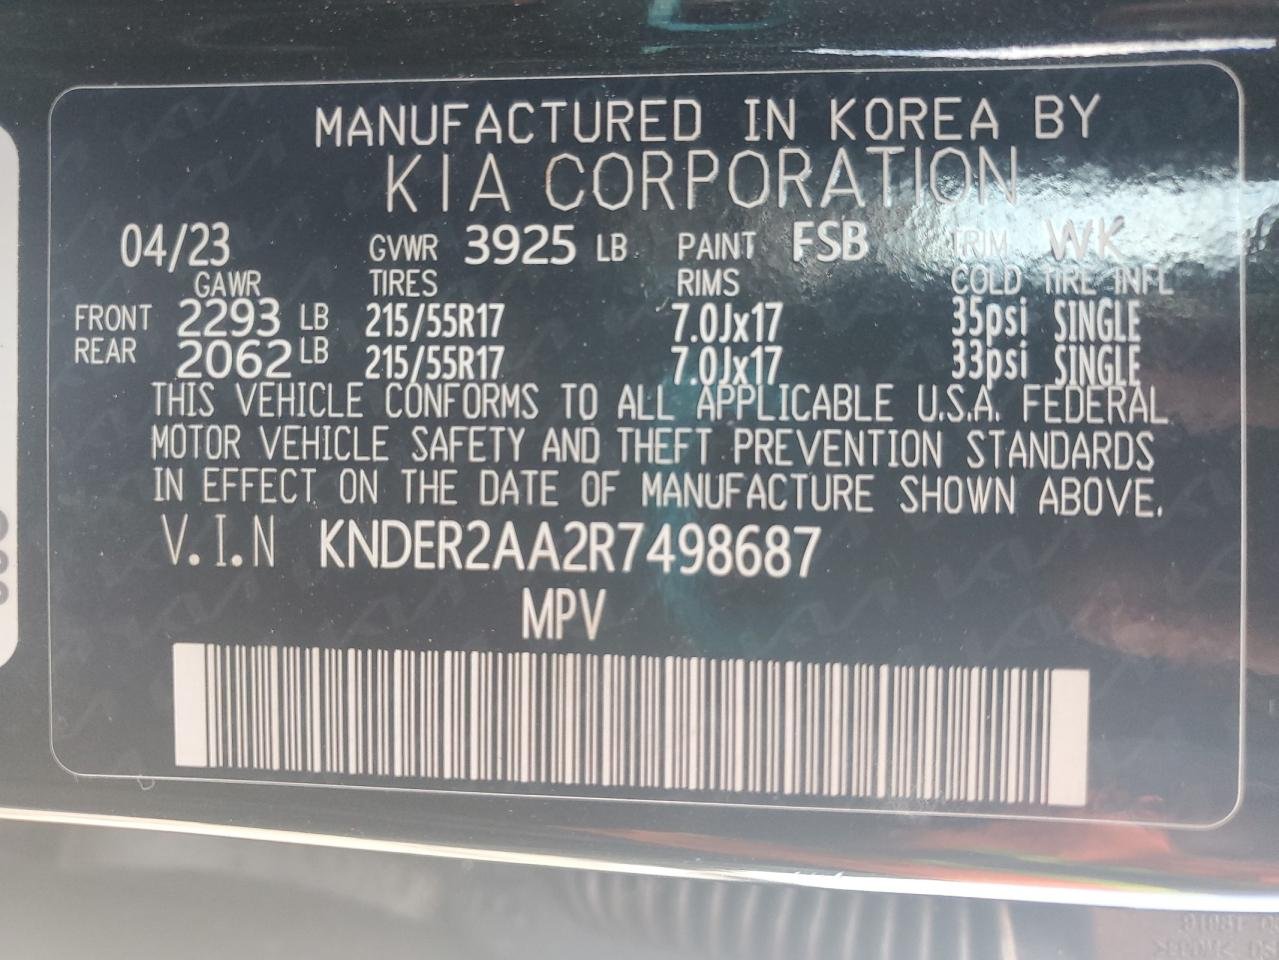 MANUFACTURED IN KOREA BY
KIA CORPORATION
04/23 GVWR 3925 LB PAINT FSB TRIM WK
GAWR TIRES RIMS COLD TIRE INFL
FRONT 2293 LB 215/55R17 7.0Jx17 35psi SINGLE
REAR 2062 LB 215/55R17 7.0Jx17 33psi SINGLE
THIS VEHICLE CONFORMS TO ALL APPLICABLE U.S.A. FEDERAL
MOTOR VEHICLE SAFETY AND THEFT PREVENTION STANDARDS
IN EFFECT ON THE DATE OF MANUFACTURE SHOWN ABOVE.
V.I.N KNDER2AA2R7498687
MPV